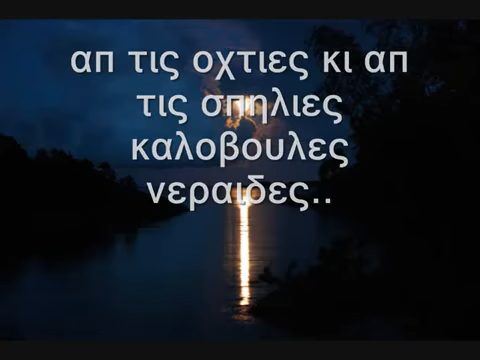 απ τις οχτιες κι απ
τις σπηλιες
καλοβουλες
νεραιδες..